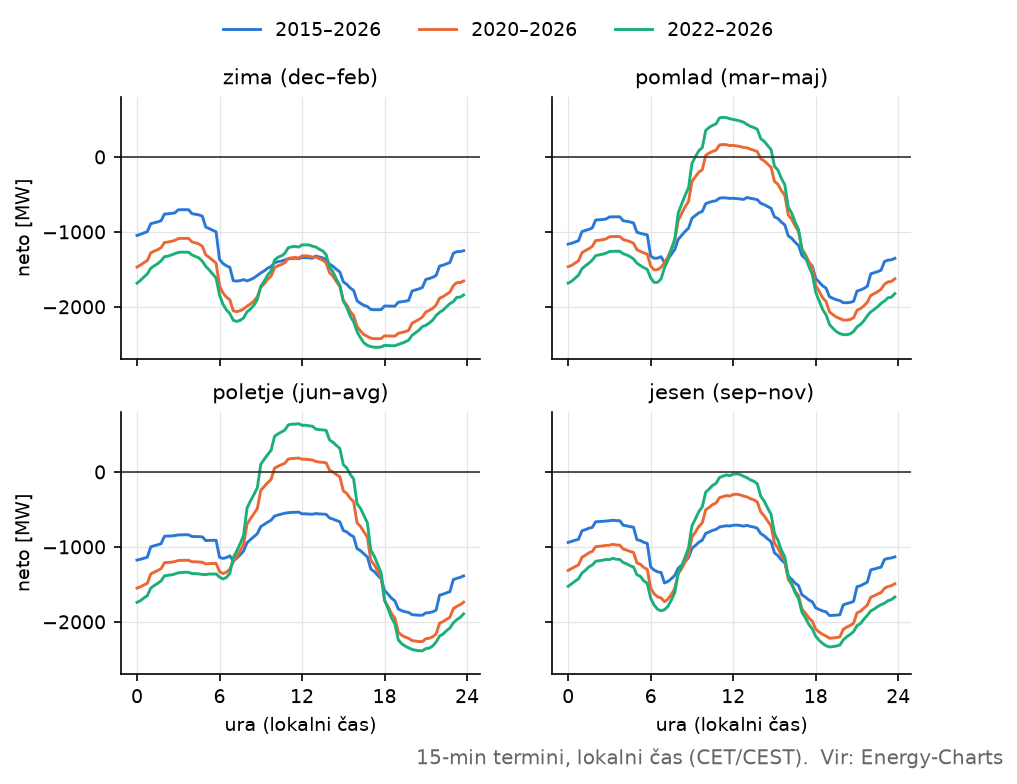 2015–2026 2020–2026 2022–2026
zima (dec–feb) pomlad (mar–maj)
neto [MW]
0
−1000
−2000
poletje (jun–avg) jesen (sep–nov)
neto [MW]
0
−1000
−2000
0 6 12 18 24 0 6 12 18 24
ura (lokalni čas) ura (lokalni čas)
15-min termini, lokalni čas (CET/CEST). Vir: Energy-Charts